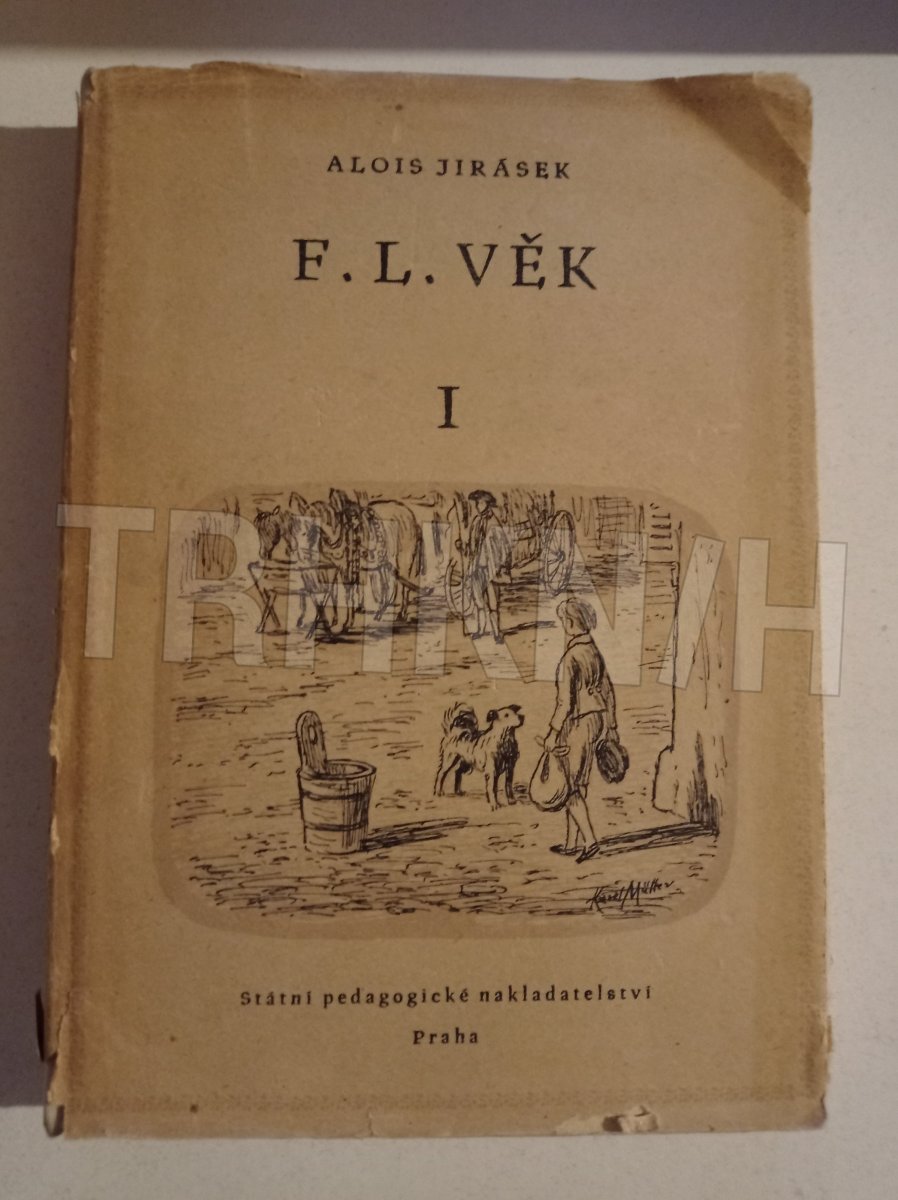 ALOIS JIRÁSEK
F. L. VĚK
I
TRHKNIH
Karel Müller
Státní pedagogické nakladatelství
Praha